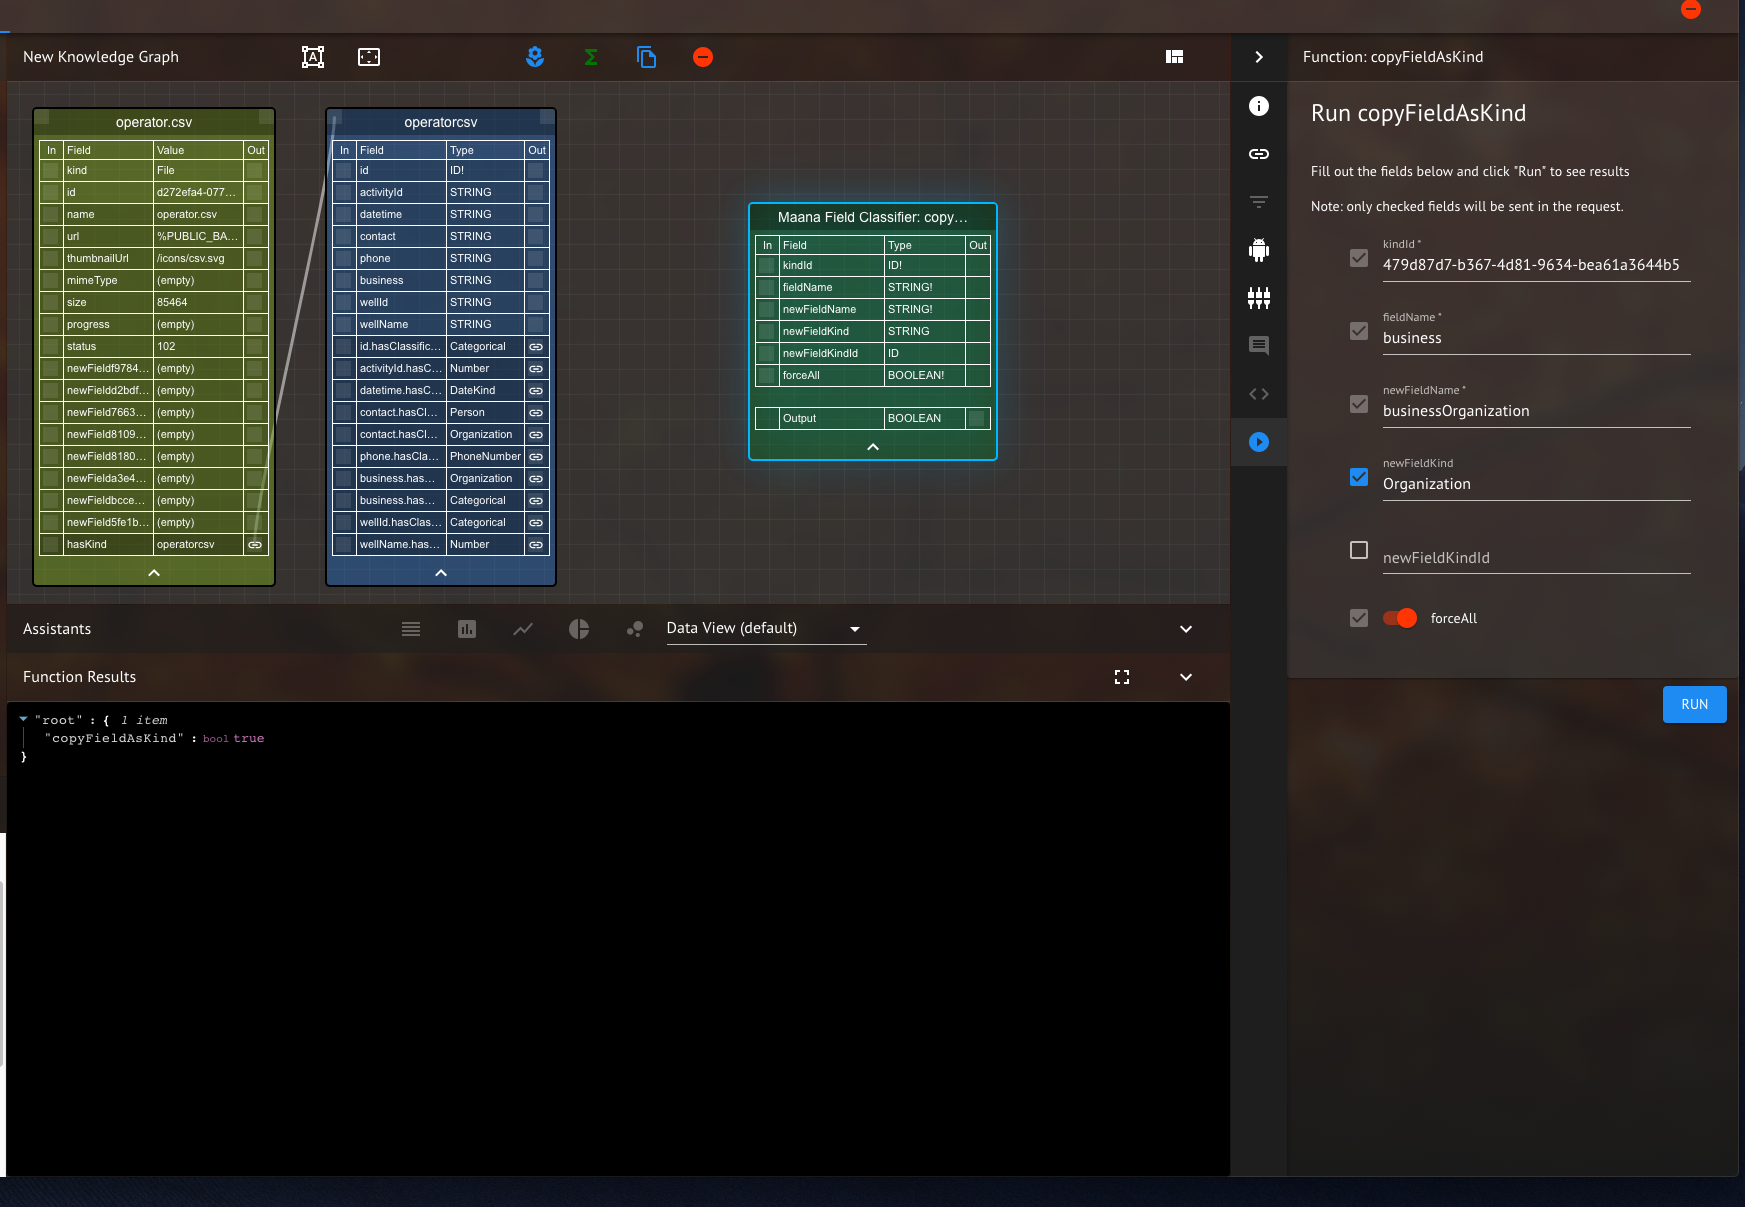 New Knowledge Graph
Function: copyFieldAsKind
operator.csv
In Field Value Out
kind File
id d272efa4-077...
name operator.csv
url %PUBLIC_BA...
thumbnailUrl /icons/csv.svg
mimeType (empty)
size 85464
progress (empty)
status 102
newFieldf9784... (empty)
newFieldd2bdf... (empty)
newField7663... (empty)
newField8109... (empty)
newField8180... (empty)
newFielda3e4... (empty)
newFieldbcce... (empty)
newField5fe1b... (empty)
hasKind operatorcsv
operatorcsv
In Field Type Out
id ID!
activityId STRING
datetime STRING
contact STRING
phone STRING
business STRING
wellId STRING
wellName STRING
id.hasClassific... Categorical
activityId.hasC... Number
datetime.hasC... DateKind
contact.hasCl... Person
contact.hasCl... Organization
phone.hasCla... PhoneNumber
business.has... Organization
business.has... Categorical
wellId.hasClas... Categorical
wellName.has... Number
Maana Field Classifier: copy...
In Field Type Out
kindId ID!
fieldName STRING!
newFieldName STRING!
newFieldKind STRING
newFieldKindId ID
forceAll BOOLEAN!
Output BOOLEAN
Run copyFieldAsKind
Fill out the fields below and click "Run" to see results
Note: only checked fields will be sent in the request.
kindId *
479d87d7-b367-4d81-9634-bea61a3644b5
fieldName *
business
newFieldName *
businessOrganization
newFieldKind
Organization
newFieldKindId
forceAll
RUN
Assistants
Data View (default)
Function Results
"root" : { 1 item
"copyFieldAsKind" : bool true
}